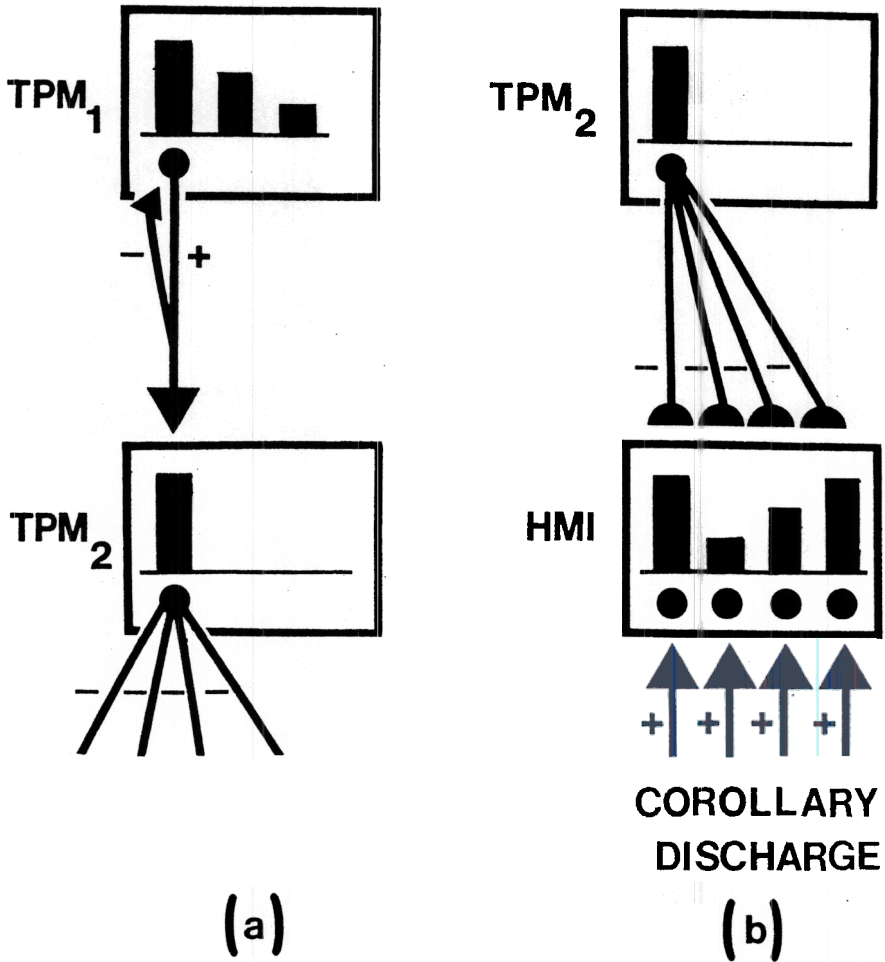 TPM1
− +
TPM2
− − − −
(a)
TPM2
− − − −
HMI
+ + + +
COROLLARY
DISCHARGE
(b)